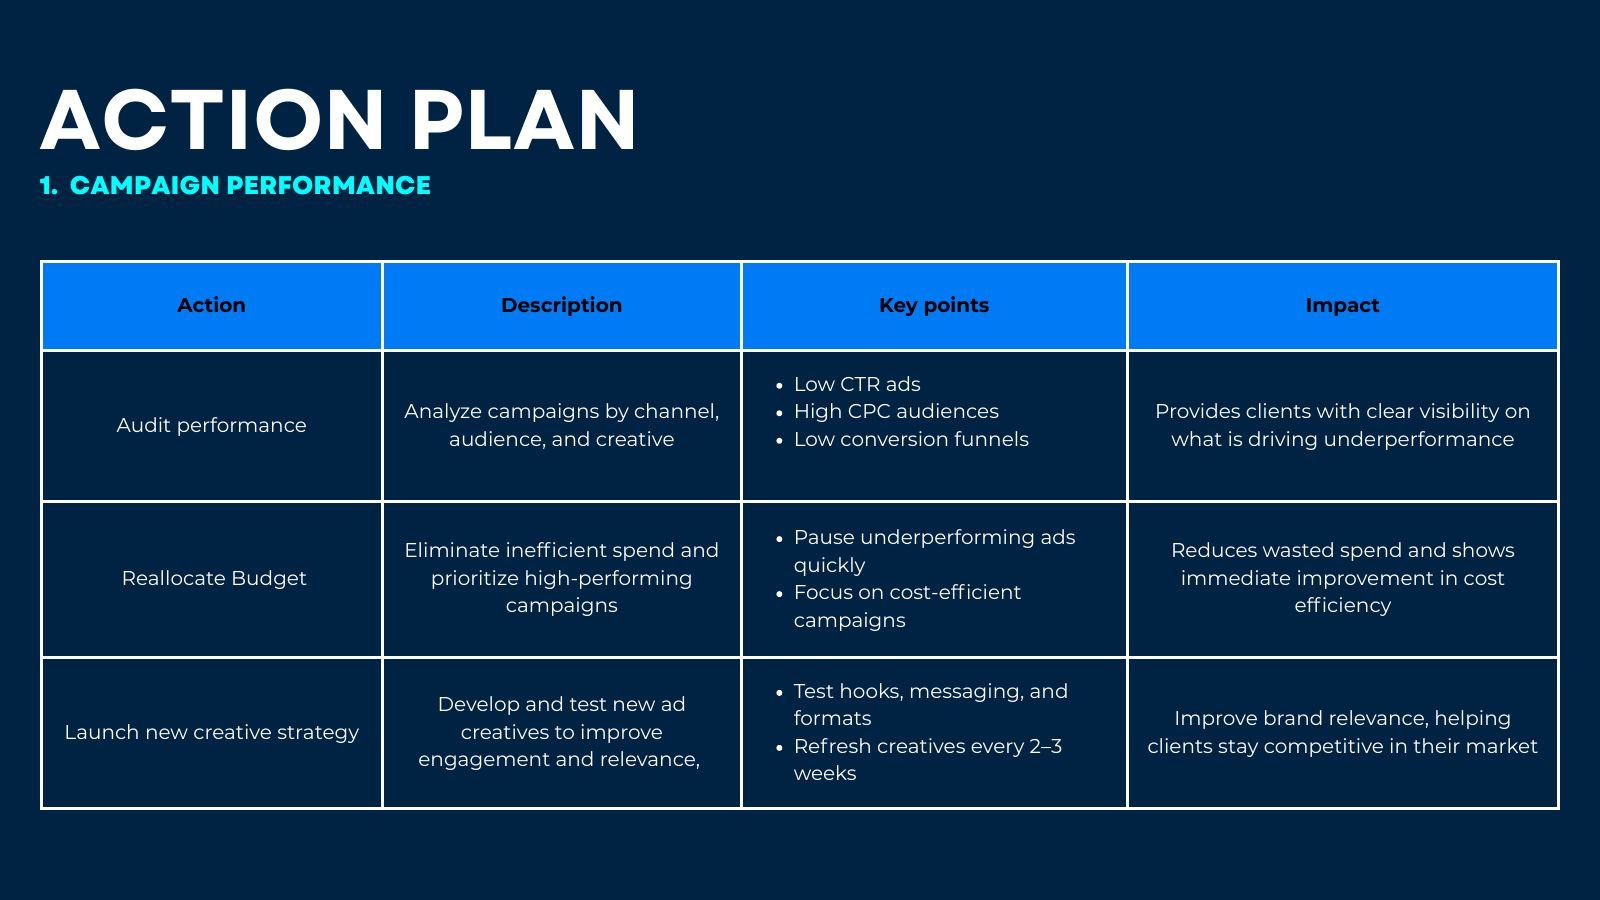 ACTION PLAN
1. CAMPAIGN PERFORMANCE
Action
Description
Key points
Impact
Audit performance
Analyze campaigns by channel,
audience, and creative
• Low CTR ads
• High CPC audiences
• Low conversion funnels
Provides clients with clear visibility on
what is driving underperformance
Reallocate Budget
Eliminate inefficient spend and
prioritize high-performing
campaigns
• Pause underperforming ads
quickly
• Focus on cost-efficient
campaigns
Reduces wasted spend and shows
immediate improvement in cost
efficiency
Launch new creative strategy
Develop and test new ad
creatives to improve
engagement and relevance,
• Test hooks, messaging, and
formats
• Refresh creatives every 2–3
weeks
Improve brand relevance, helping
clients stay competitive in their market